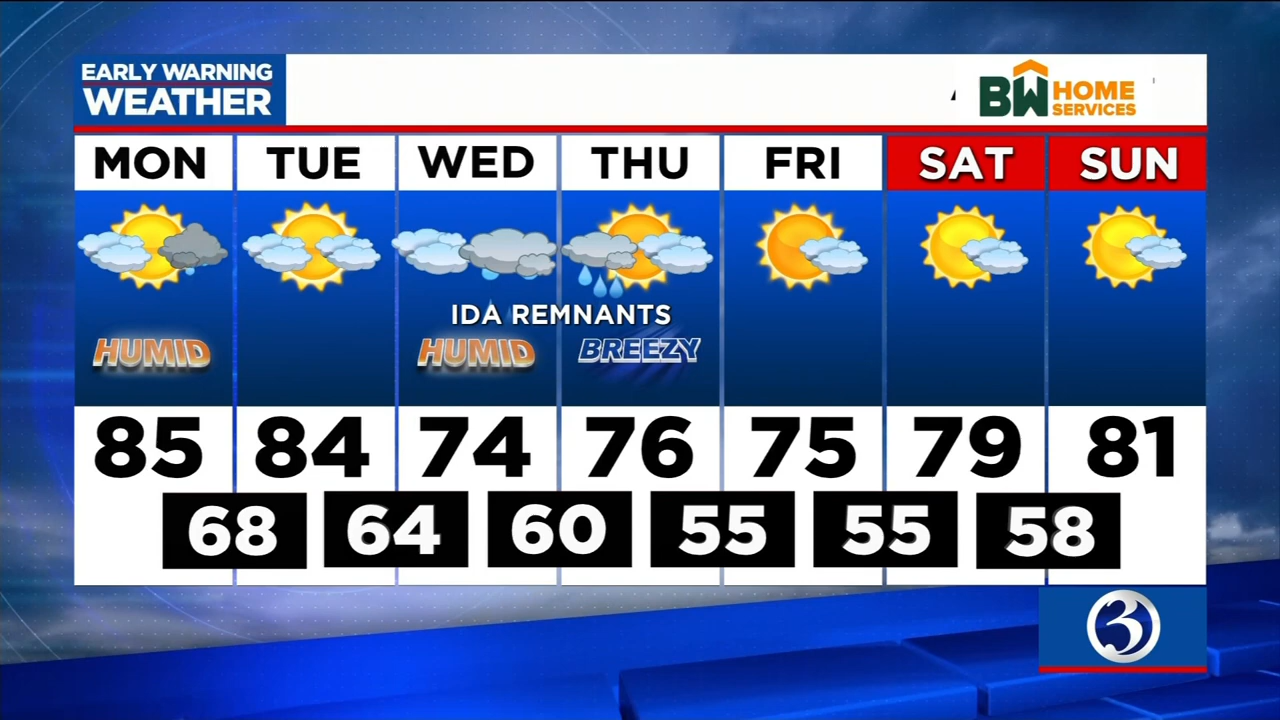 EARLY WARNING
WEATHER
BW HOME
SERVICES
MON TUE WED THU FRI SAT SUN
IDA REMNANTS
HUMID HUMID BREEZY
85 84 74 76 75 79 81
68 64 60 55 55 58
3